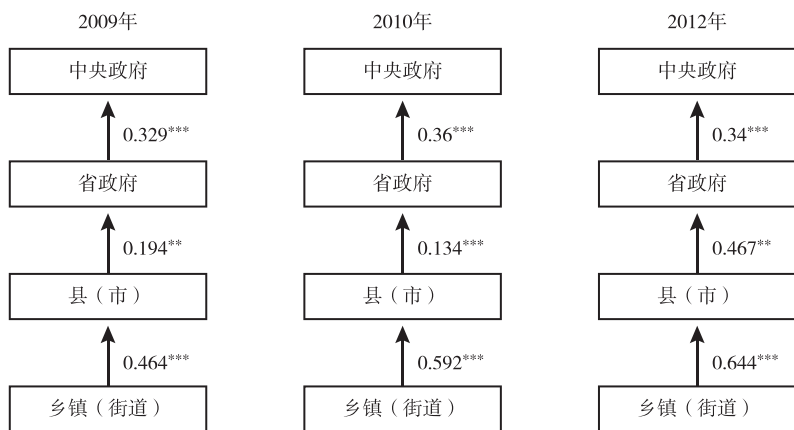 2009年 2010年 2012年
中央政府 中央政府 中央政府
0.329*** 0.36*** 0.34***
省政府 省政府 省政府
0.194** 0.134*** 0.467**
县（市） 县（市） 县（市）
0.464*** 0.592*** 0.644***
乡镇（街道） 乡镇（街道） 乡镇（街道）